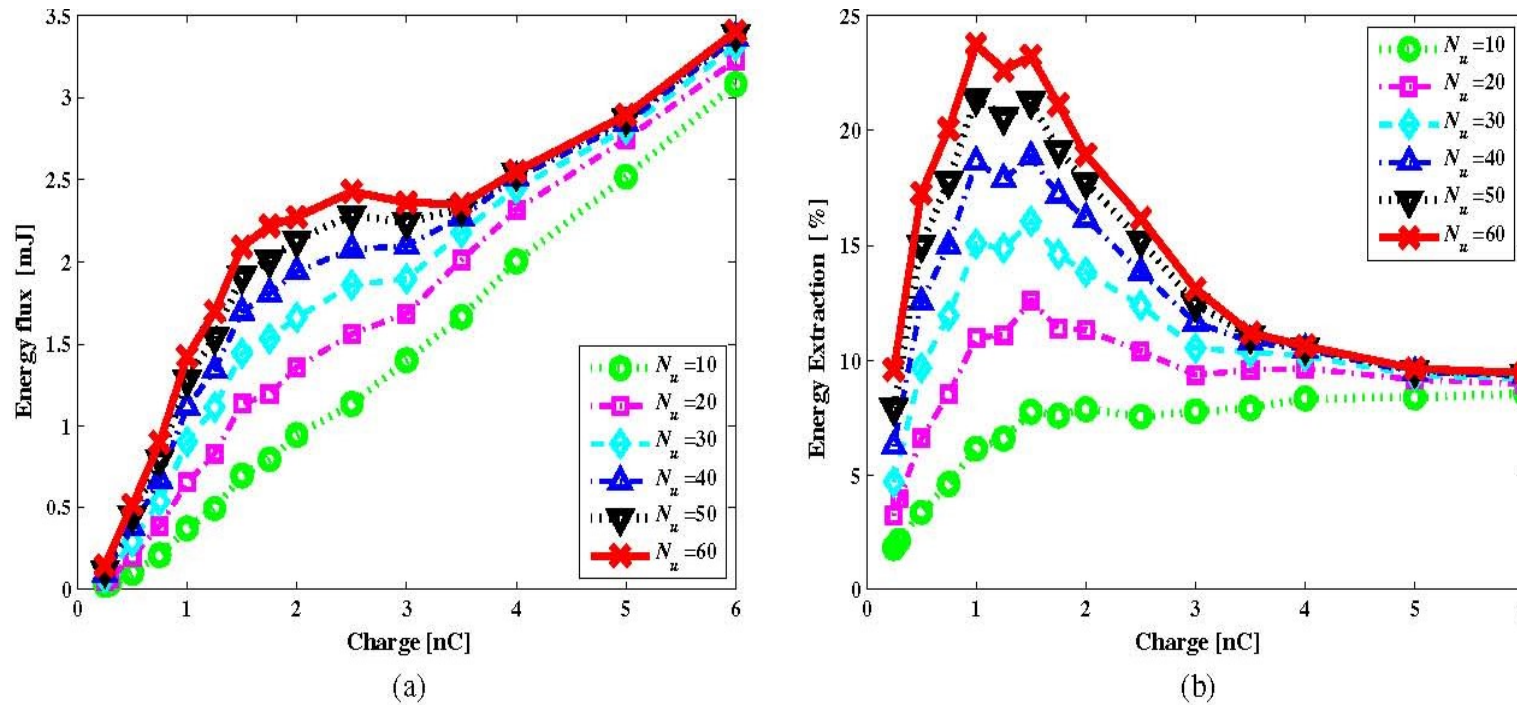 3.5
3
2.5
2
1.5
1
0.5
0
Energy flux [mJ]
0 1 2 3 4 5 6
Charge [nC]
N_u=10
N_u=20
N_u=30
N_u=40
N_u=50
N_u=60
(a)
25
20
15
10
5
0
Energy Extraction [%]
0 1 2 3 4 5
Charge [nC]
N_u=10
N_u=20
N_u=30
N_u=40
N_u=50
N_u=60
(b)